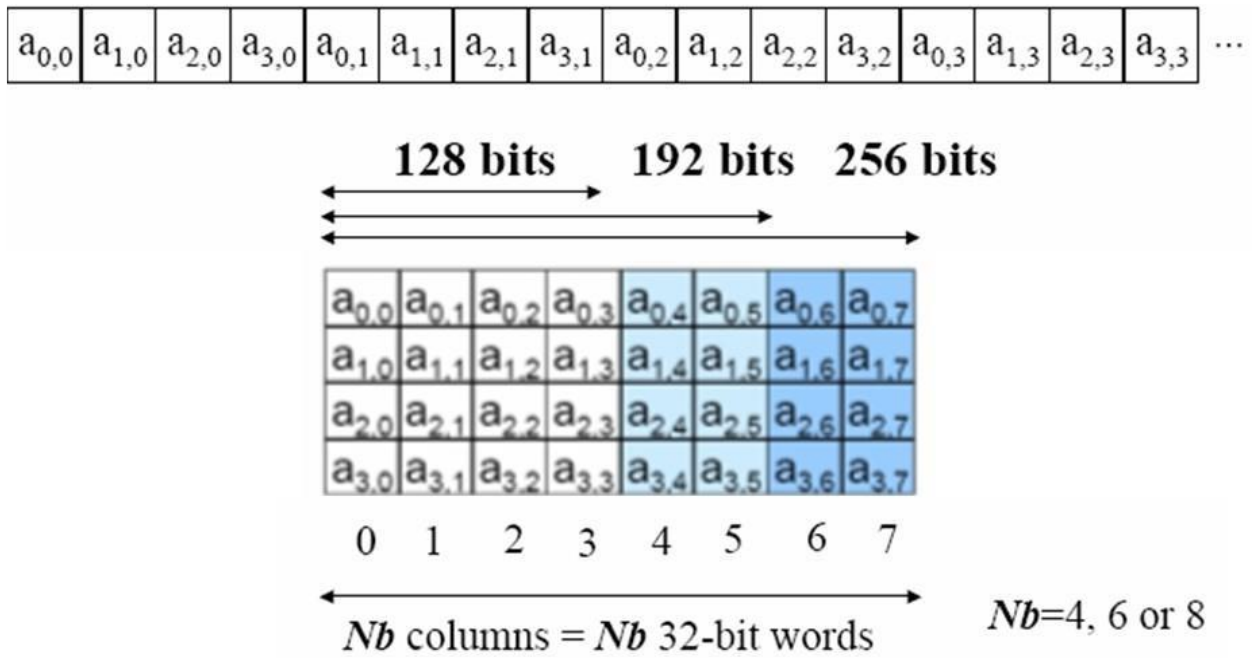 a0,0 a1,0 a2,0 a3,0 a0,1 a1,1 a2,1 a3,1 a0,2 a1,2 a2,2 a3,2 a0,3 a1,3 a2,3 a3,3 ...
128 bits 192 bits 256 bits
a0,0 a0,1 a0,2 a0,3 a0,4 a0,5 a0,6 a0,7
a1,0 a1,1 a1,2 a1,3 a1,4 a1,5 a1,6 a1,7
a2,0 a2,1 a2,2 a2,3 a2,4 a2,5 a2,6 a2,7
a3,0 a3,1 a3,2 a3,3 a3,4 a3,5 a3,6 a3,7
0 1 2 3 4 5 6 7
Nb columns = Nb 32-bit words
Nb=4, 6 or 8